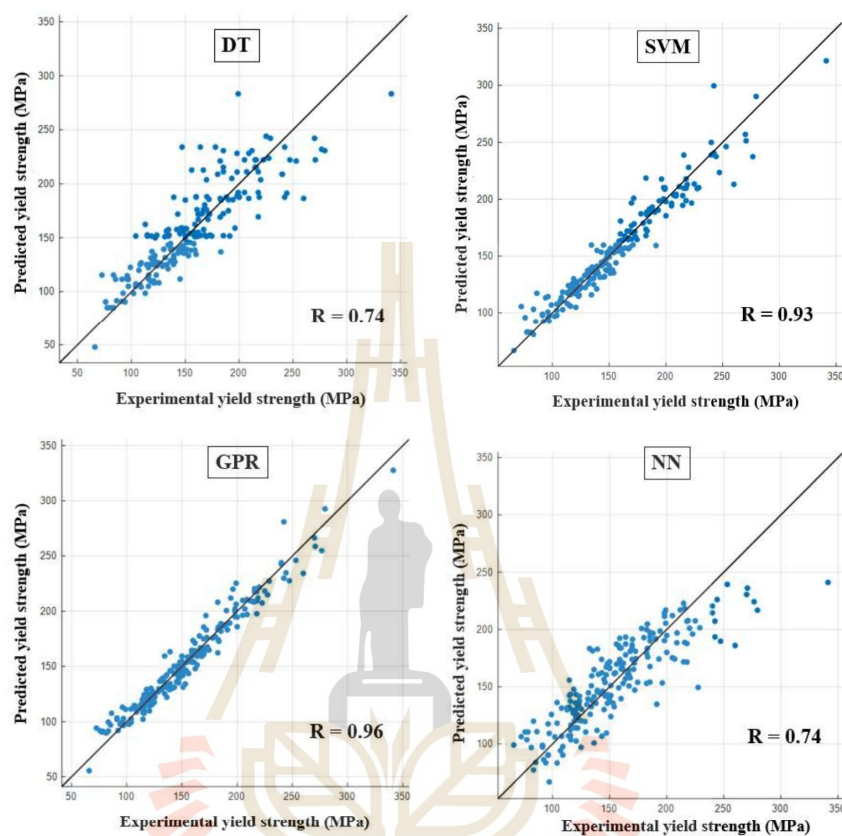 DT
Predicted yield strength (MPa)
350
300
250
200
150
100
50
R = 0.74
50 100 150 200 250 300 350
Experimental yield strength (MPa)
SVM
Predicted yield strength (MPa)
350
300
250
200
150
100
R = 0.93
100 150 200 250 300 350
Experimental yield strength (MPa)
GPR
Predicted yield strength (MPa)
350
300
250
200
150
100
50
R = 0.96
50 100 150 200 250 300 350
Experimental yield strength (MPa)
NN
Predicted yield strength (MPa)
350
300
250
200
150
100
R = 0.74
100 150 200 250 300 350
Experimental yield strength (MPa)